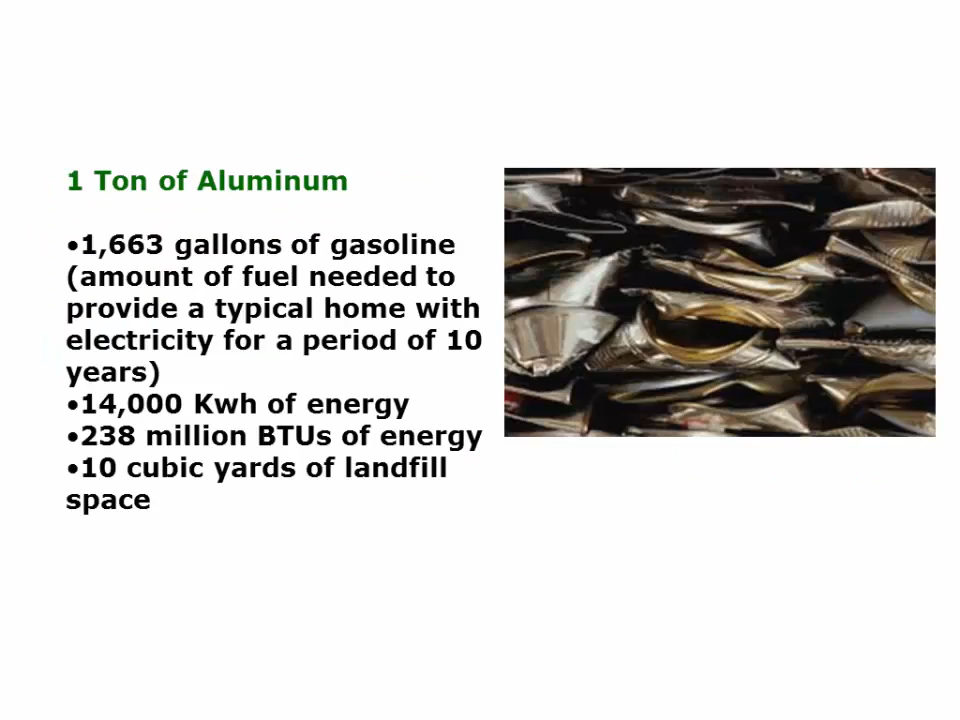 1 Ton of Aluminum
•1,663 gallons of gasoline
(amount of fuel needed to
provide a typical home with
electricity for a period of 10
years)
•14,000 Kwh of energy
•238 million BTUs of energy
•10 cubic yards of landfill
space